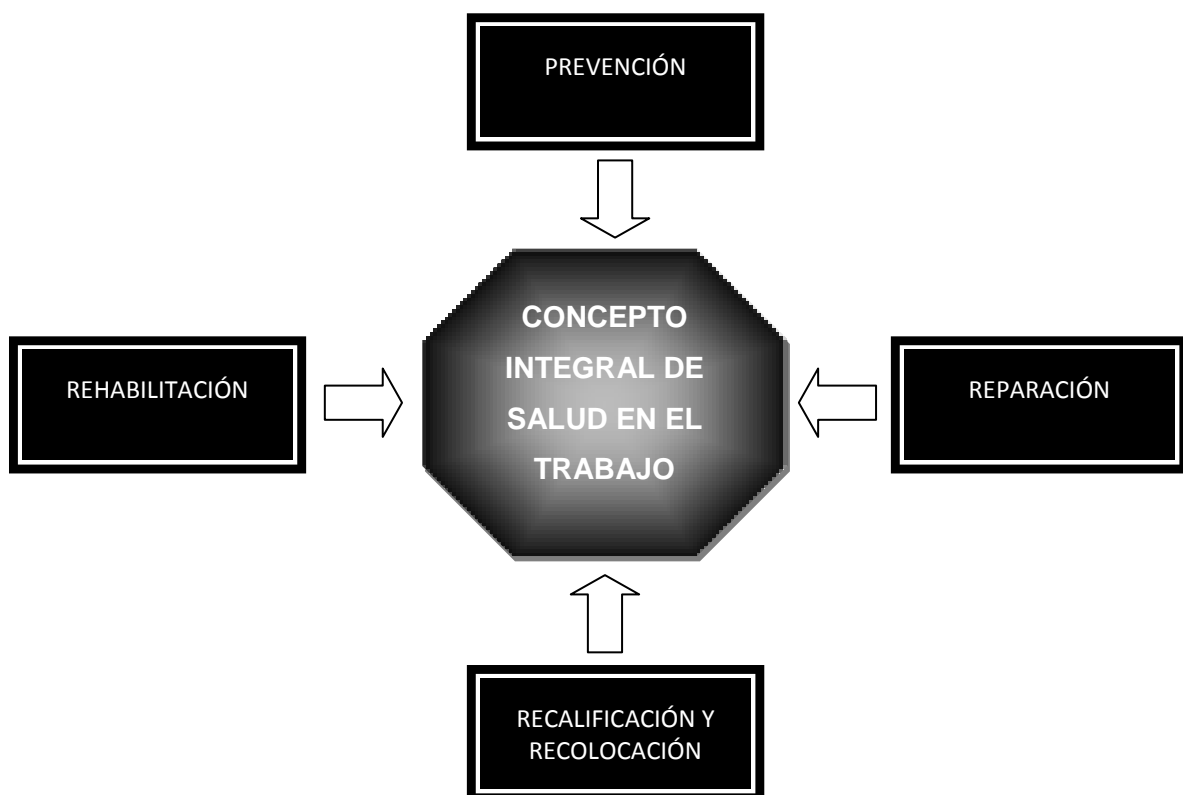 PREVENCIÓN
CONCEPTO
INTEGRAL DE
SALUD EN EL
TRABAJO
REHABILITACIÓN
REPARACIÓN
RECALIFICACIÓN Y
RECOLOCACIÓN